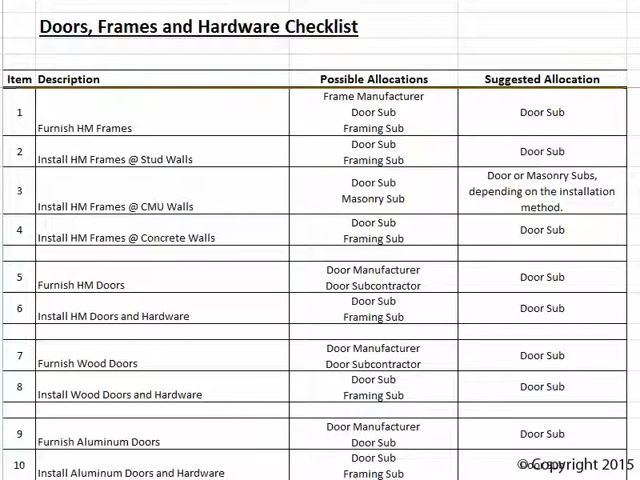 Doors, Frames and Hardware Checklist
Item Description Possible Allocations Suggested Allocation
Frame Manufacturer
1 Door Sub Door Sub
Furnish HM Frames Framing Sub
2 Door Sub Door Sub
Install HM Frames @ Stud Walls Framing Sub
3 Door Sub Door or Masonry Subs,
Masonry Sub depending on the installation
Install HM Frames @ CMU Walls method.
4 Door Sub Door Sub
Install HM Frames @ Concrete Walls Framing Sub
5 Door Manufacturer Door Sub
Furnish HM Doors Door Subcontractor
6 Door Sub Door Sub
Install HM Doors and Hardware Framing Sub
7 Door Manufacturer Door Sub
Furnish Wood Doors Door Subcontractor
8 Door Sub Door Sub
Install Wood Doors and Hardware Framing Sub
9 Door Manufacturer Door Sub
Furnish Aluminum Doors Door Sub
10 Door Sub Door Sub
Install Aluminum Doors and Hardware Framing Sub
©Copyright 2015